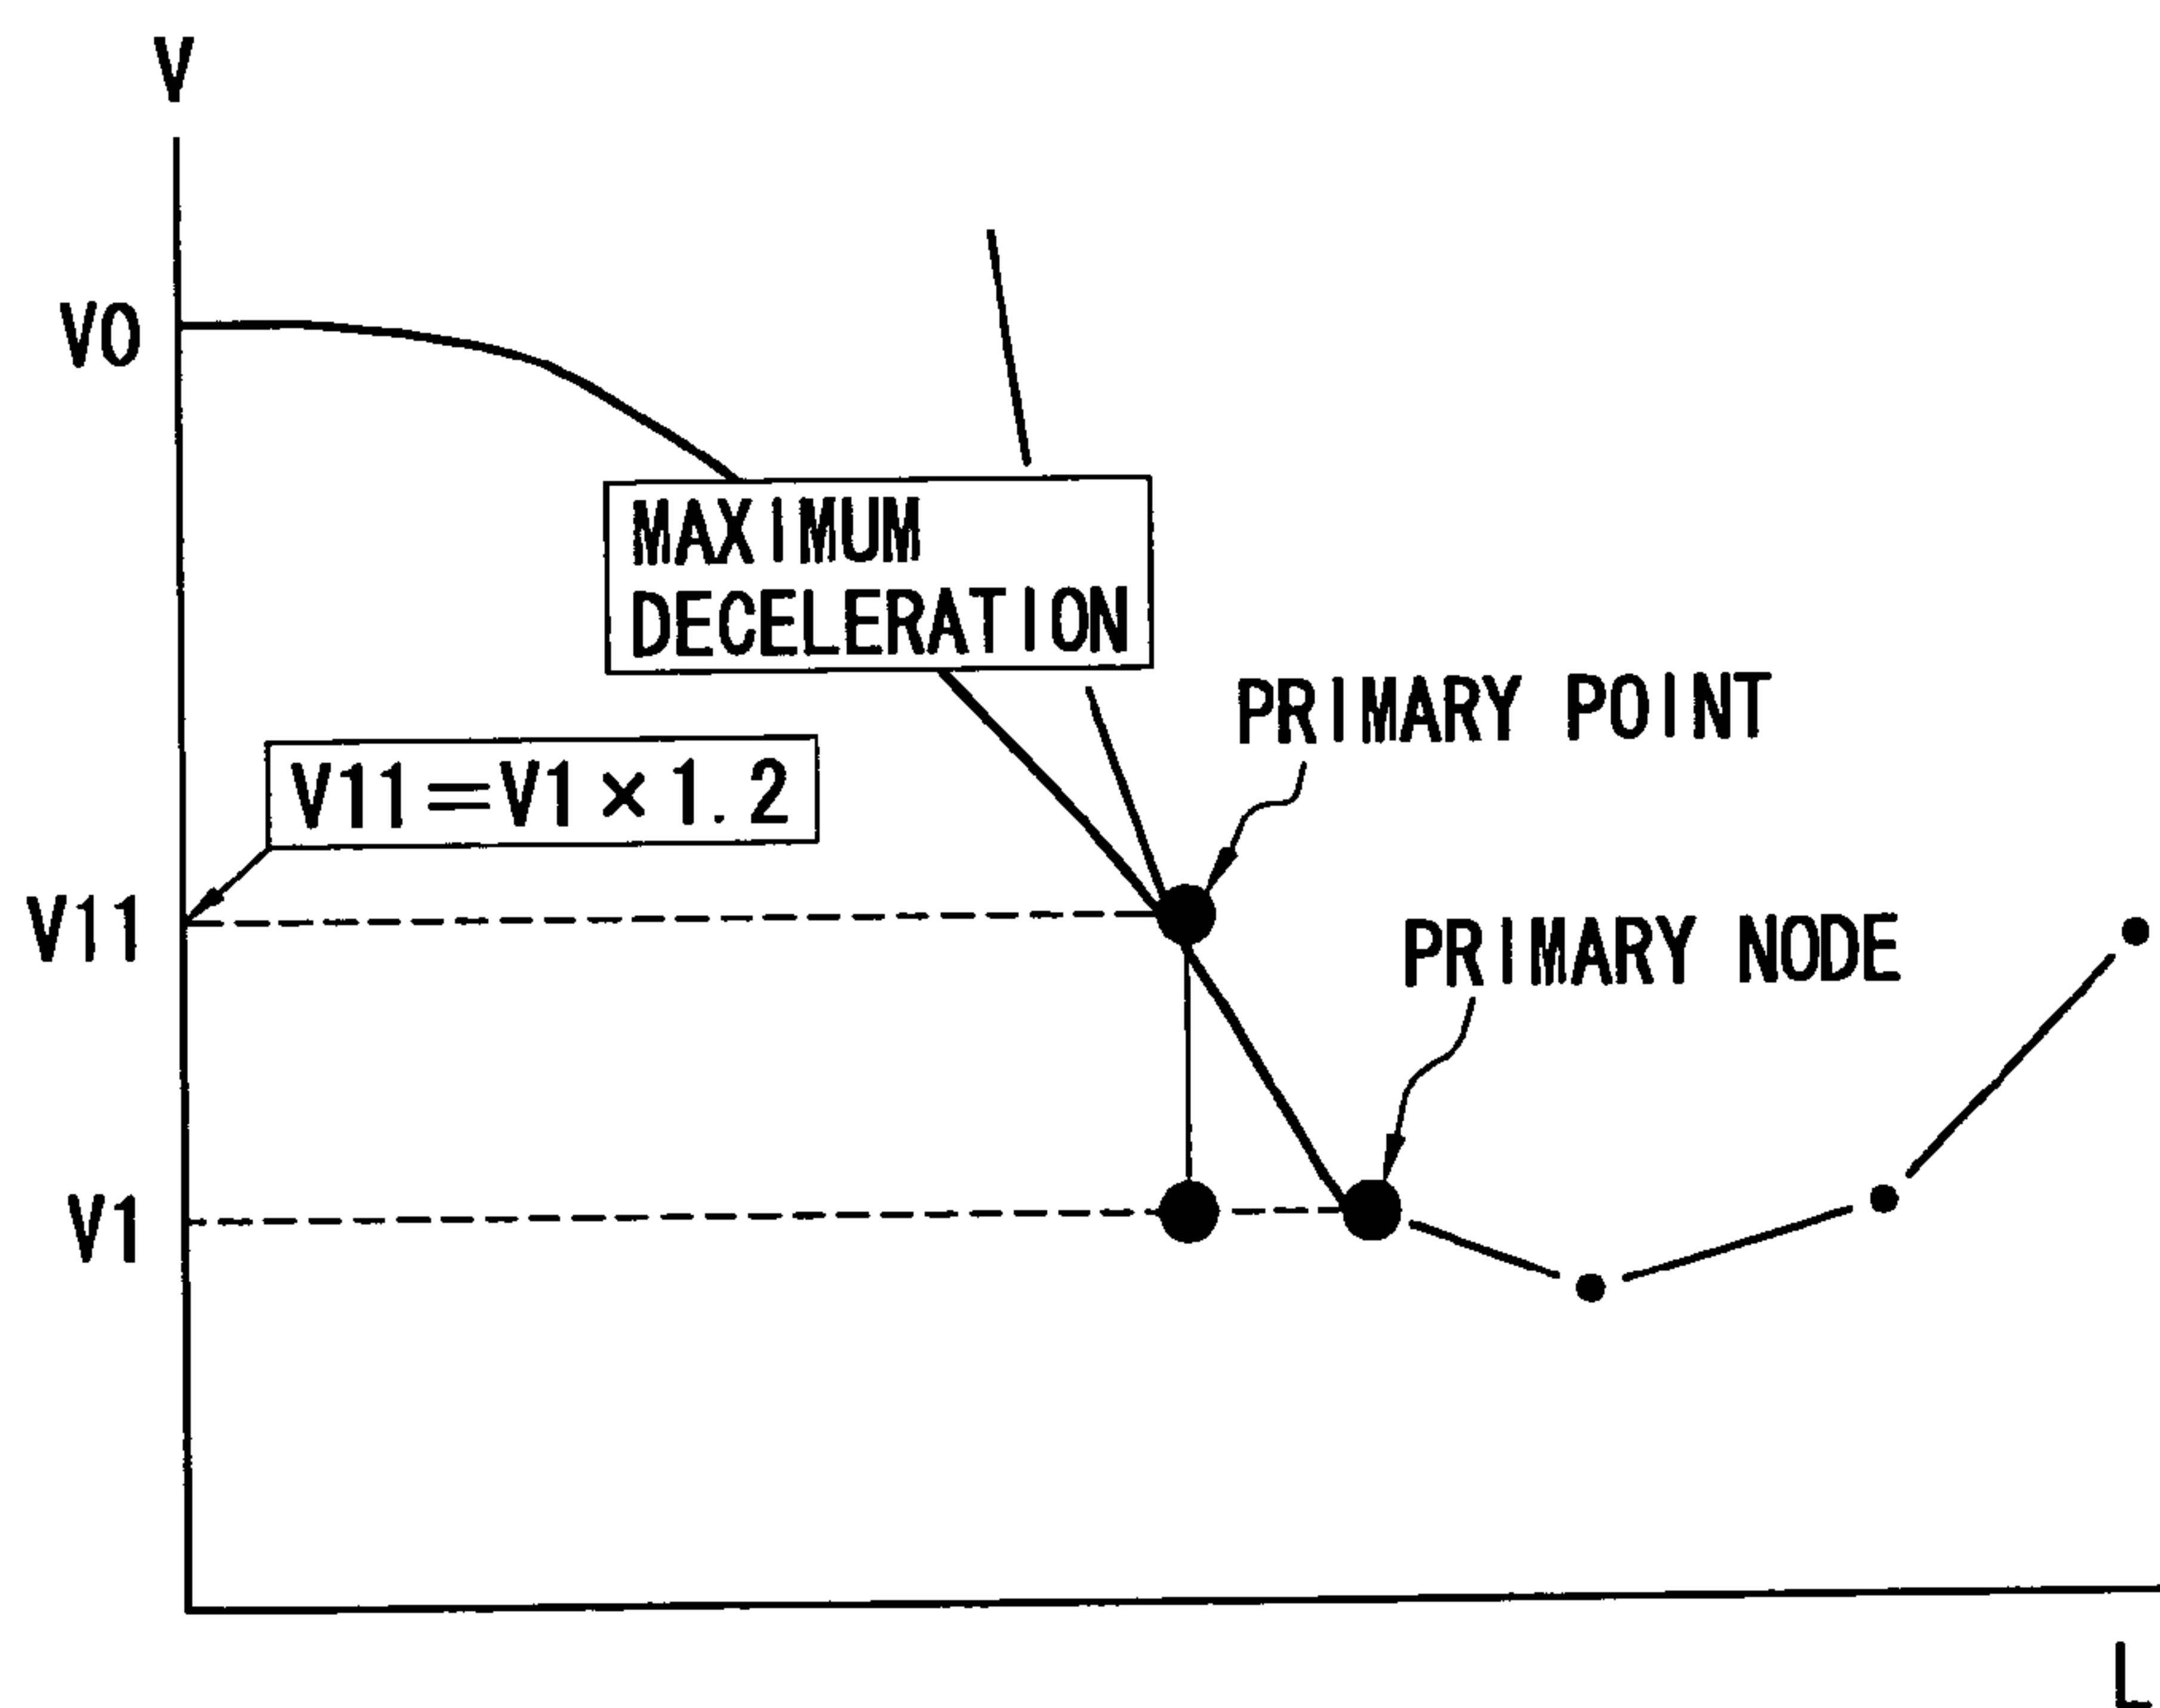 V
V0
MAXIMUM
DECELERATION
PRIMARY POINT
V11=V1×1.2
V11
PRIMARY NODE
V1
L